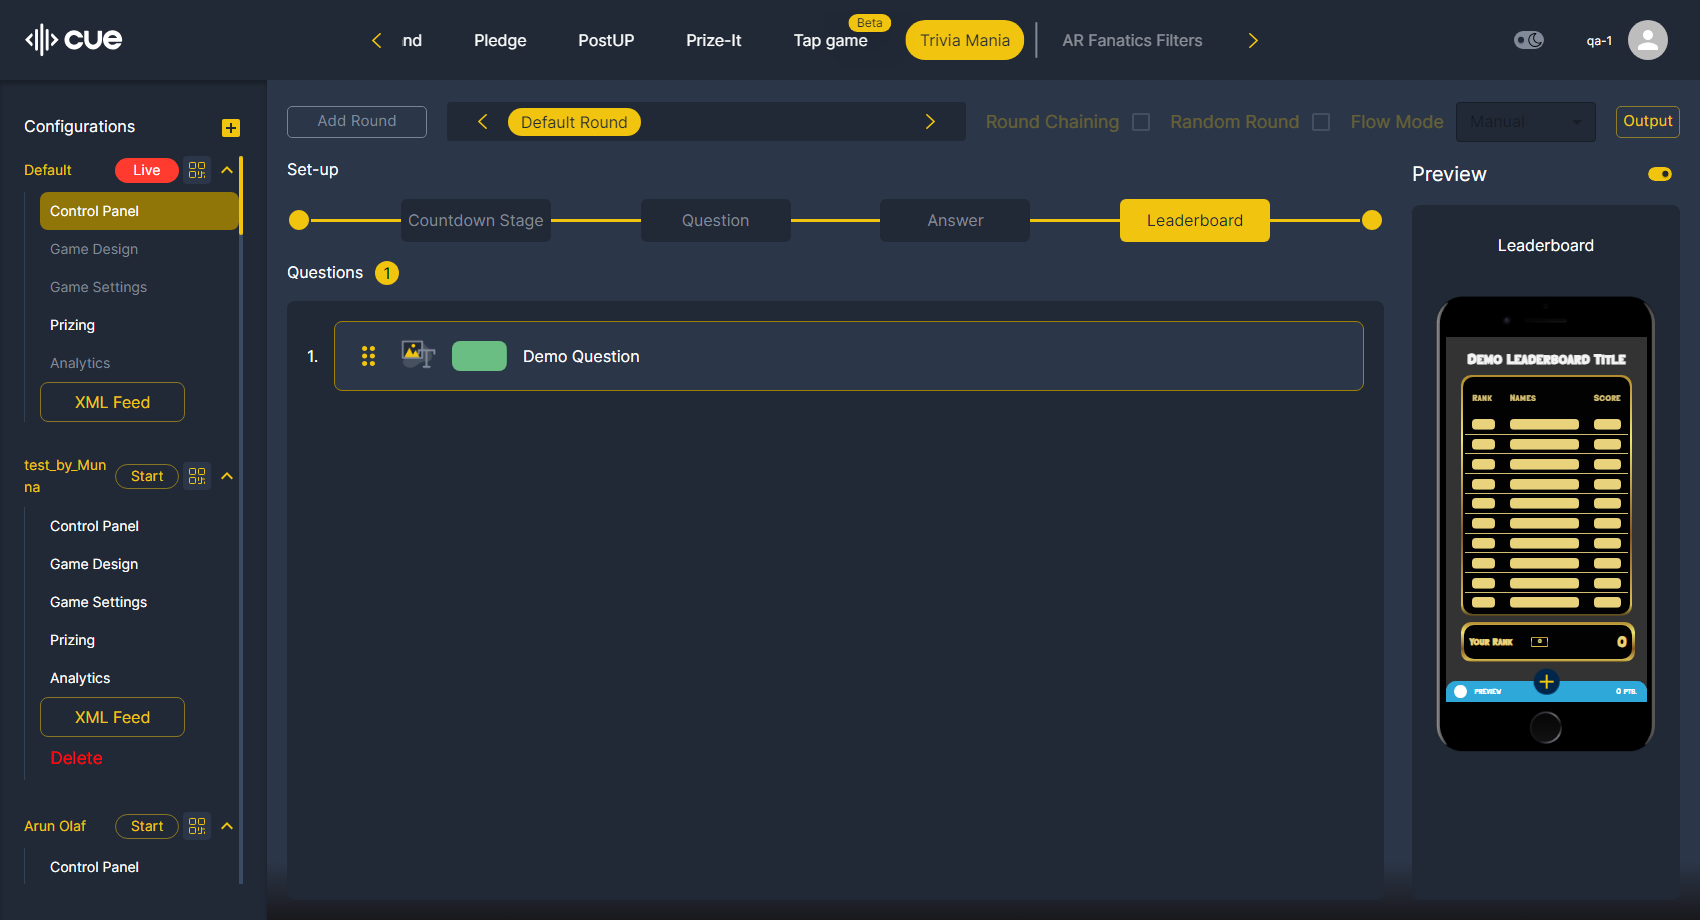 cue
nd
Pledge
PostUP
Prize-It
Tap game
Beta
Trivia Mania
AR Fanatics Filters
qa-1
Configurations
Default
Live
Control Panel
Game Design
Game Settings
Prizing
Analytics
XML Feed
test_by_Mun
na
Start
Control Panel
Game Design
Game Settings
Prizing
Analytics
XML Feed
Delete
Arun Olaf
Start
Control Panel
Add Round
Default Round
Round Chaining
Random Round
Flow Mode
Manual
Output
Set-up
Countdown Stage
Question
Answer
Leaderboard
Questions 1
1.
Demo Question
Preview
Leaderboard
Demo Leaderboard Title
Rank Names Score
Your Rank 0 0
Preview 0 pts.